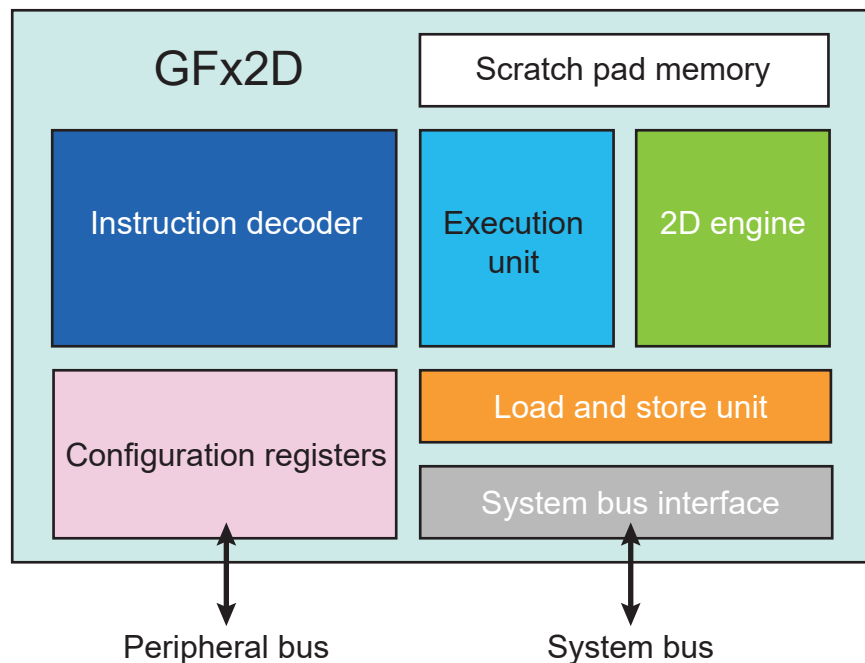 GFx2D
Scratch pad memory
Instruction decoder
Execution
unit
2D engine
Configuration registers
Load and store unit
System bus interface
Peripheral bus
System bus